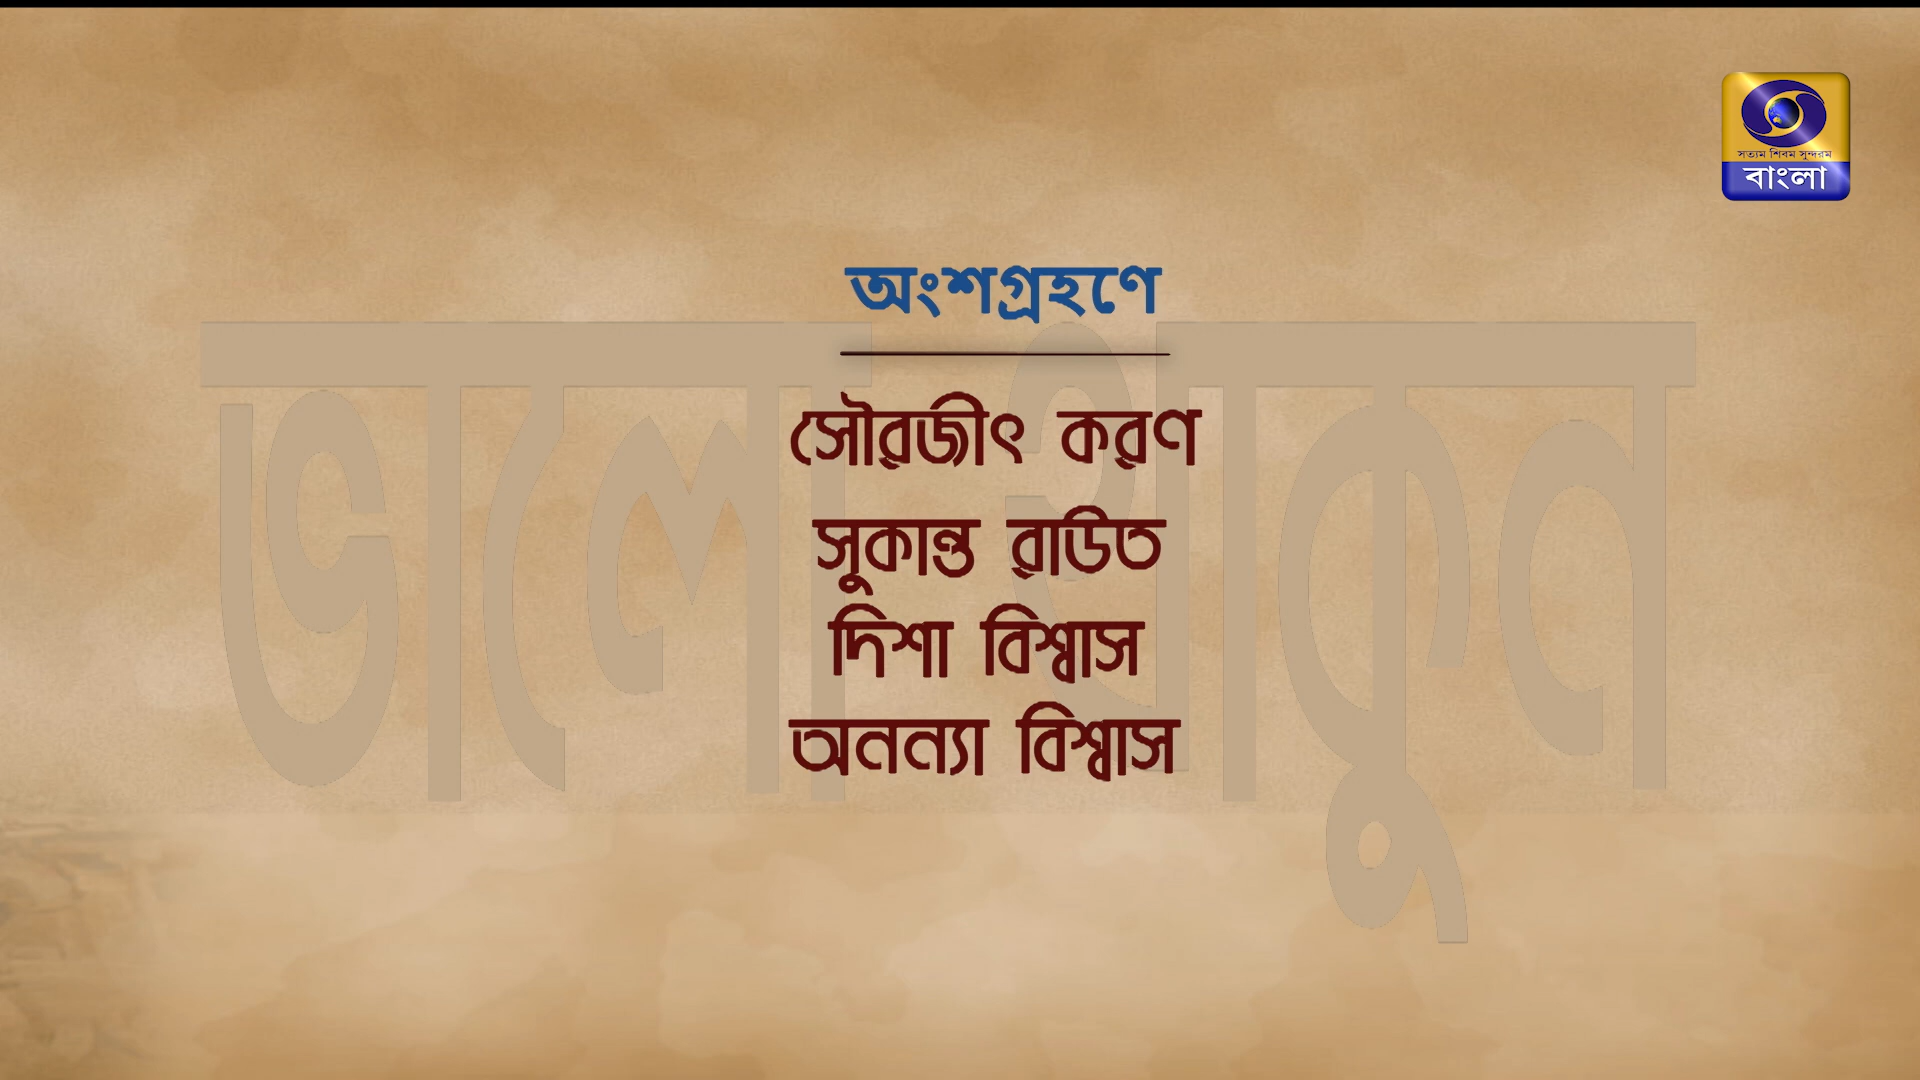 সত্যম শিবম সুন্দরম
বাংলা
ভালো থাকুন
অংশগ্রহণে
সৌরজীৎ করণ
সুকান্ত রাউত
দিশা বিশ্বাস
অনন্যা বিশ্বাস